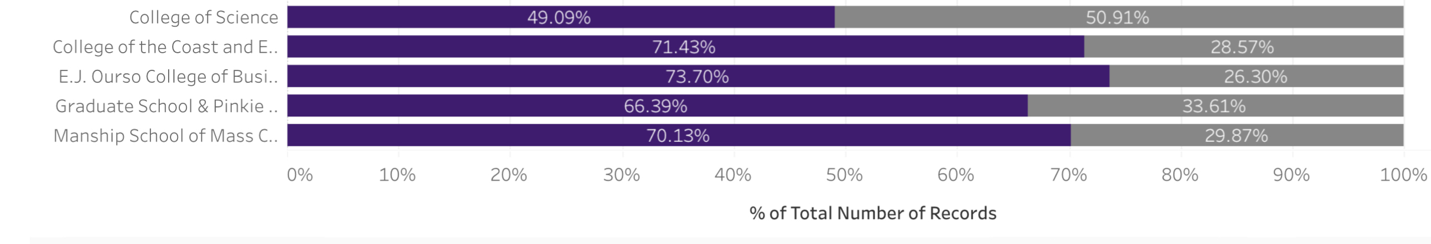 College of Science 49.09% 50.91%
College of the Coast and E.. 71.43% 28.57%
E.J. Ourso College of Busi.. 73.70% 26.30%
Graduate School & Pinkie .. 66.39% 33.61%
Manship School of Mass C.. 70.13% 29.87%
0% 10% 20% 30% 40% 50% 60% 70% 80% 90% 100%
% of Total Number of Records